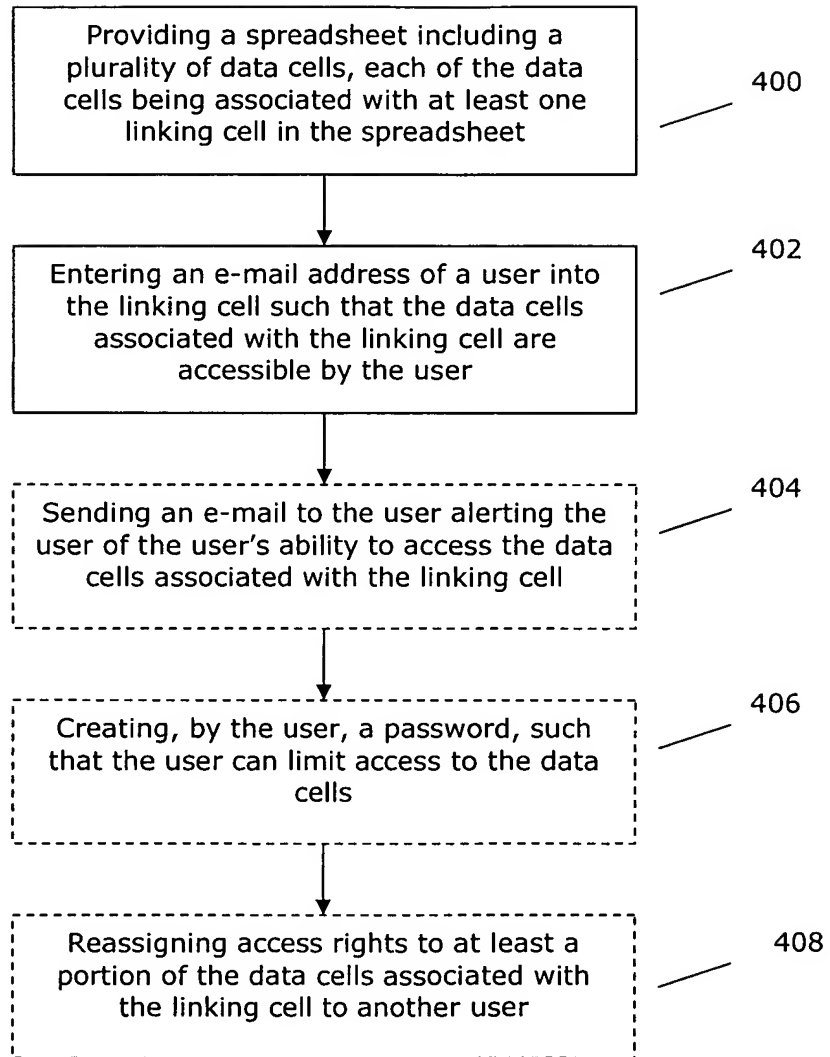 Providing a spreadsheet including a
plurality of data cells, each of the data
cells being associated with at least one
linking cell in the spreadsheet
400
Entering an e-mail address of a user into
the linking cell such that the data cells
associated with the linking cell are
accessible by the user
402
Sending an e-mail to the user alerting the
user of the user's ability to access the data
cells associated with the linking cell
404
Creating, by the user, a password, such
that the user can limit access to the data
cells
406
Reassigning access rights to at least a
portion of the data cells associated with
the linking cell to another user
408